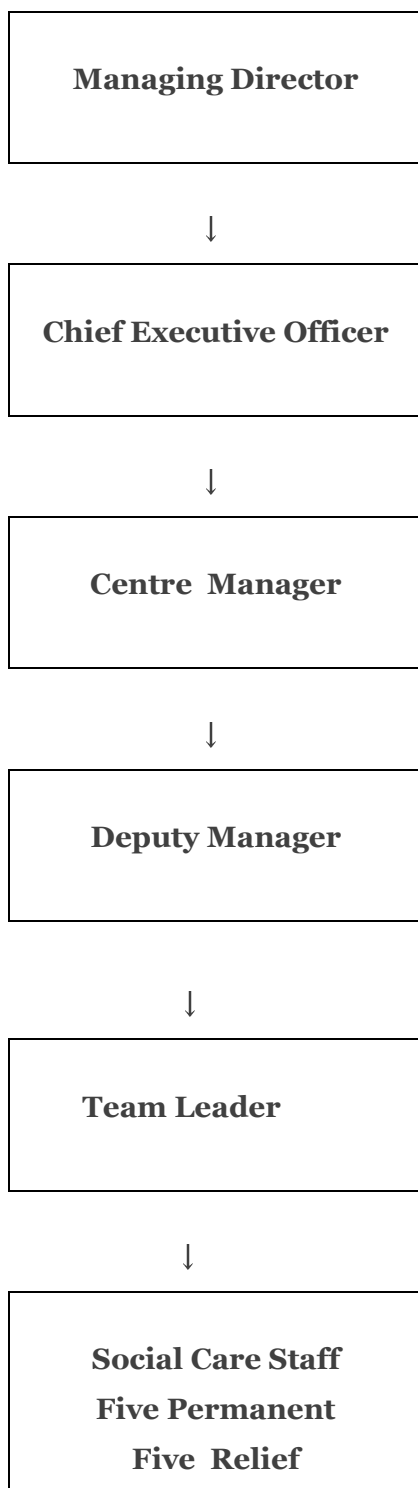 Managing Director
↓
Chief Executive Officer
↓
Centre Manager
↓
Deputy Manager
↓
Team Leader
↓
Social Care Staff
Five Permanent
Five Relief